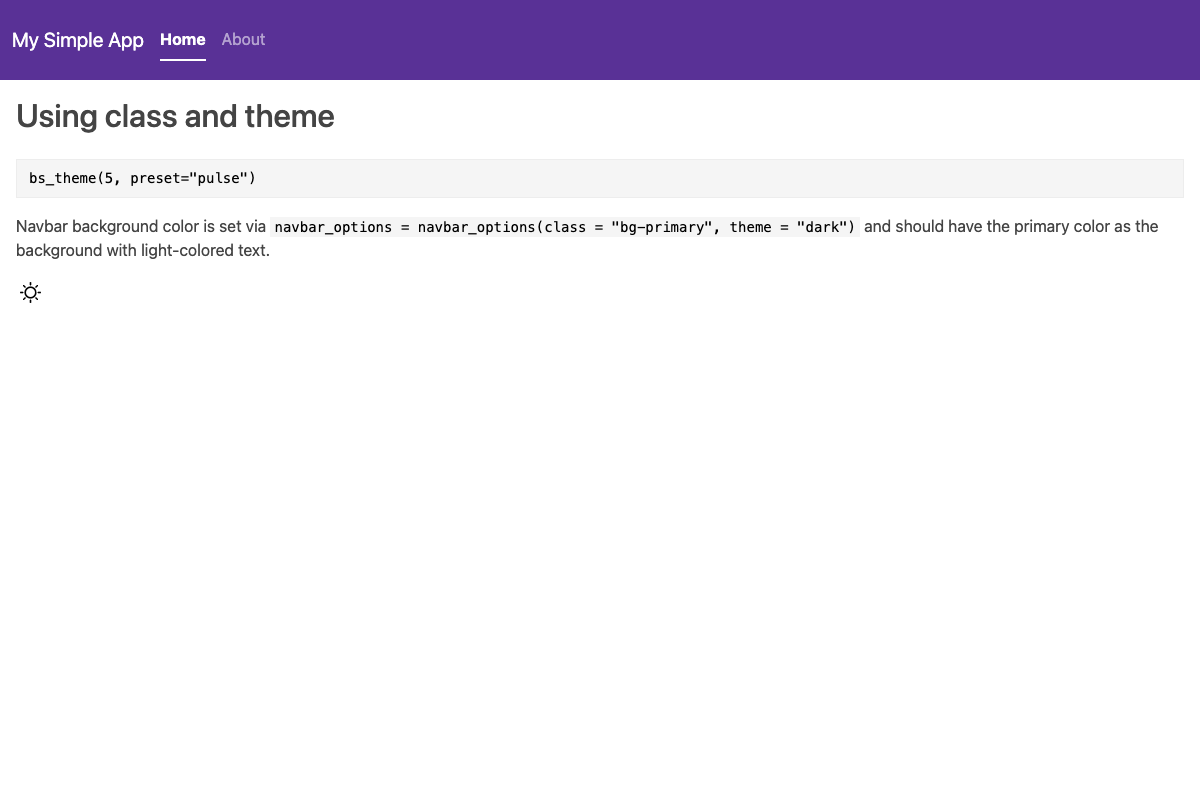 My Simple App Home About
Using class and theme
bs_theme(5, preset="pulse")
Navbar background color is set via navbar_options = navbar_options(class = "bg-primary", theme = "dark") and should have the primary color as the
background with light-colored text.